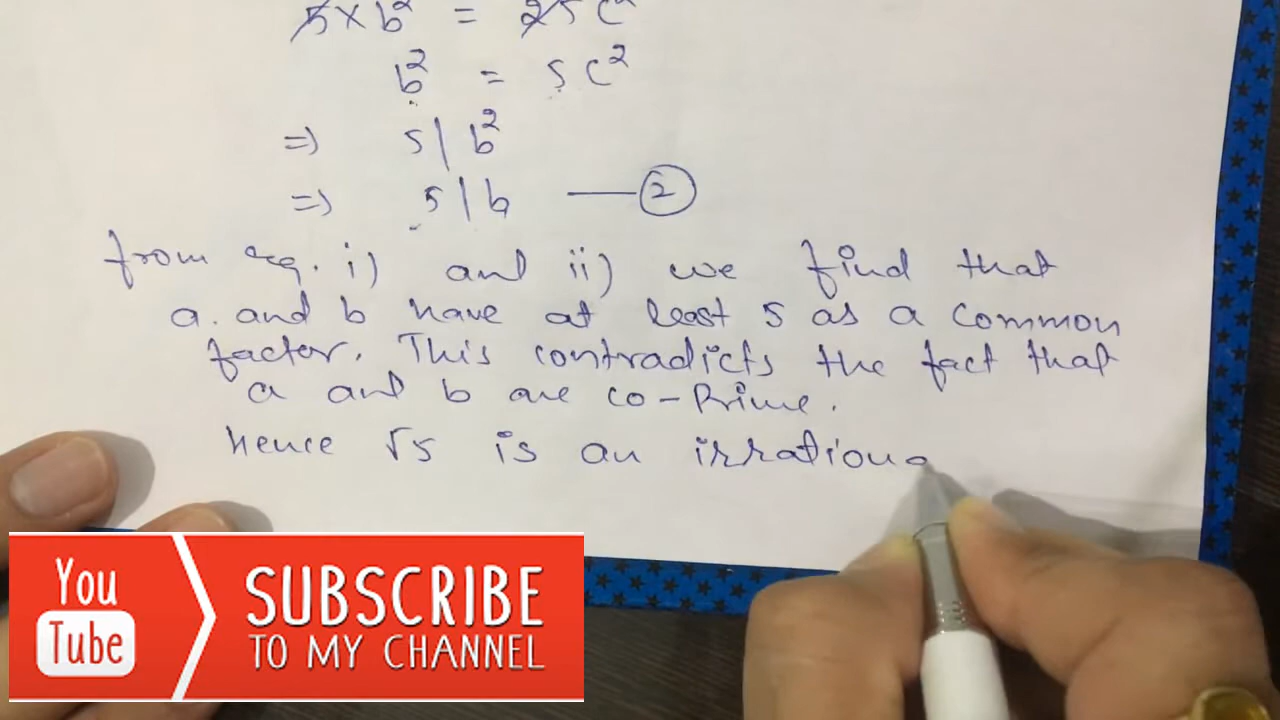 5 x b² = 25 c²
b² = 5 c²
=> 5 | b²
=> 5 | b — 2
from eq. i) and ii) we find that
a. and b have at least 5 as a common
factor. This contradicts the fact that
a and b are co-Prime.
hence √5 is an irrationa
You
Tube
SUBSCRIBE
TO MY CHANNEL